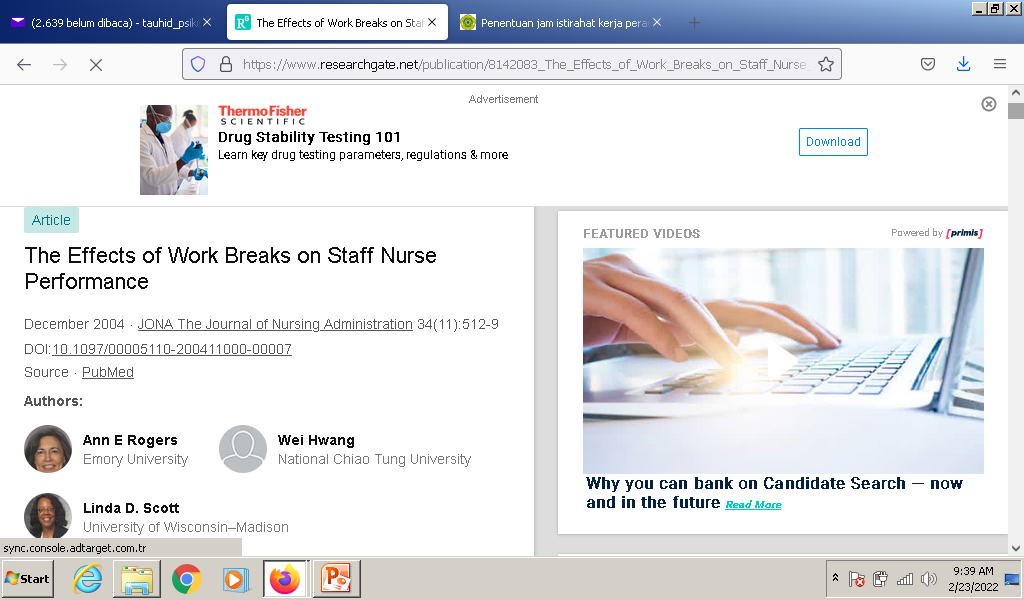 (2.639 belum dibaca) - tauhid_psik
The Effects of Work Breaks on Staf
Penentuan jam istirahat kerja pera
https://www.researchgate.net/publication/8142083_The_Effects_of_Work_Breaks_on_Staff_Nurse_
Advertisement
ThermoFisher
SCIENTIFIC
Drug Stability Testing 101
Learn key drug testing parameters, regulations & more
Download
Article
The Effects of Work Breaks on Staff Nurse
Performance
December 2004 · JONA The Journal of Nursing Administration 34(11):512-9
DOI:10.1097/00005110-200411000-00007
Source · PubMed
Authors:
Ann E Rogers
Emory University
Wei Hwang
National Chiao Tung University
Linda D. Scott
University of Wisconsin–Madison
FEATURED VIDEOS
Powered by [primis]
Why you can bank on Candidate Search — now
and in the future Read More
sync.console.adtarget.com.tr
Start
9:39 AM
2/23/2022